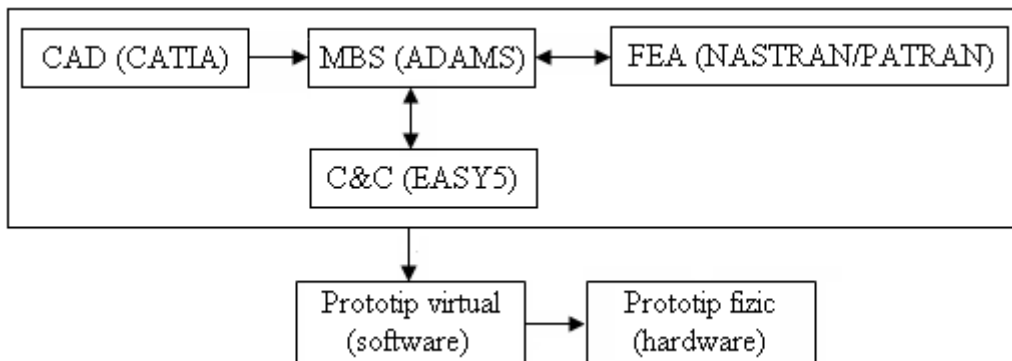 CAD (CATIA)
MBS (ADAMS)
FEA (NASTRAN/PATRAN)
C&C (EASY5)
Prototip virtual
(software)
Prototip fizic
(hardware)